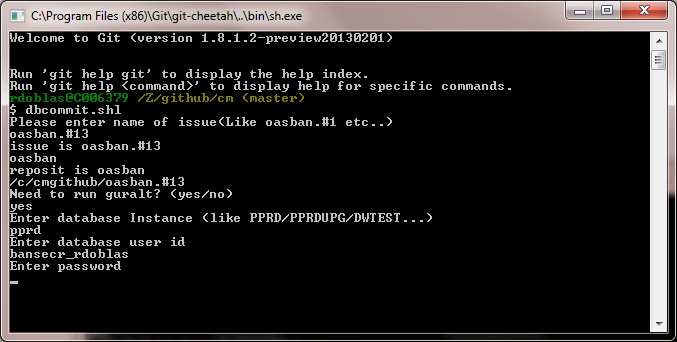 C:\Program Files (x86)\Git\git-cheetah\..\bin\sh.exe
Welcome to Git (version 1.8.1.2-preview20130201)
Run 'git help git' to display the help index.
Run 'git help <command>' to display help for specific commands.
rdoblas@C006379 /Z/github/cm (master)
$ dbcommit.shl
Please enter name of issue(Like oasban.#1 etc..)
oasban.#13
issue is oasban.#13
oasban
reposit is oasban
/c/cmgithub/oasban.#13
Need to run guralt? (yes/no)
yes
Enter database Instance (like PPRD/PPRDUPG/DWTEST...)
pprd
Enter database user id
bansecr_rdoblas
Enter password